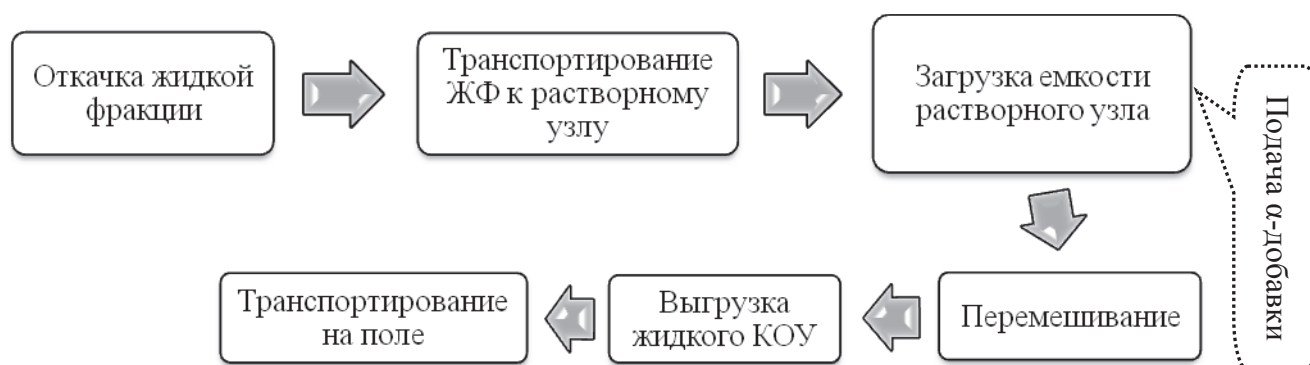 Откачка жидкой
фракции
Транспортирование
ЖФ к растворному
узлу
Загрузка емкости
растворного узла
Подача α-добавки
Перемешивание
Выгрузка
жидкого КОУ
Транспортирование
на поле